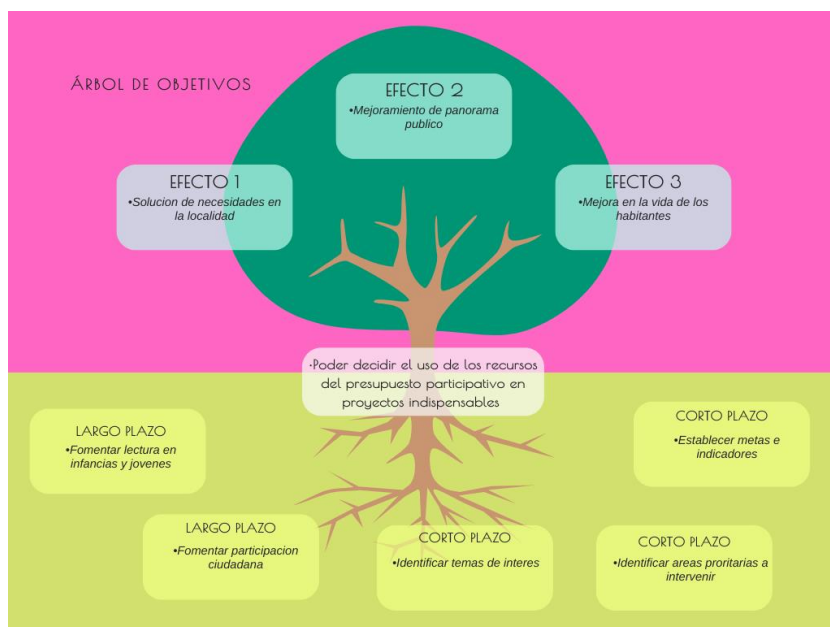 ÁRBOL DE OBJETIVOS
EFECTO 2
•Mejoramiento de panorama
publico
EFECTO 1
•Solucion de necesidades en
la localidad
EFECTO 3
•Mejora en la vida de los
habitantes
•Poder decidir el uso de los recursos
del presupuesto participativo en
proyectos indispensables
LARGO PLAZO
•Fomentar lectura en
infancias y jovenes
CORTO PLAZO
•Establecer metas e
indicadores
LARGO PLAZO
•Fomentar participacion
ciudadana
CORTO PLAZO
•Identificar temas de interes
CORTO PLAZO
•Identificar areas proritarias a
intervenir